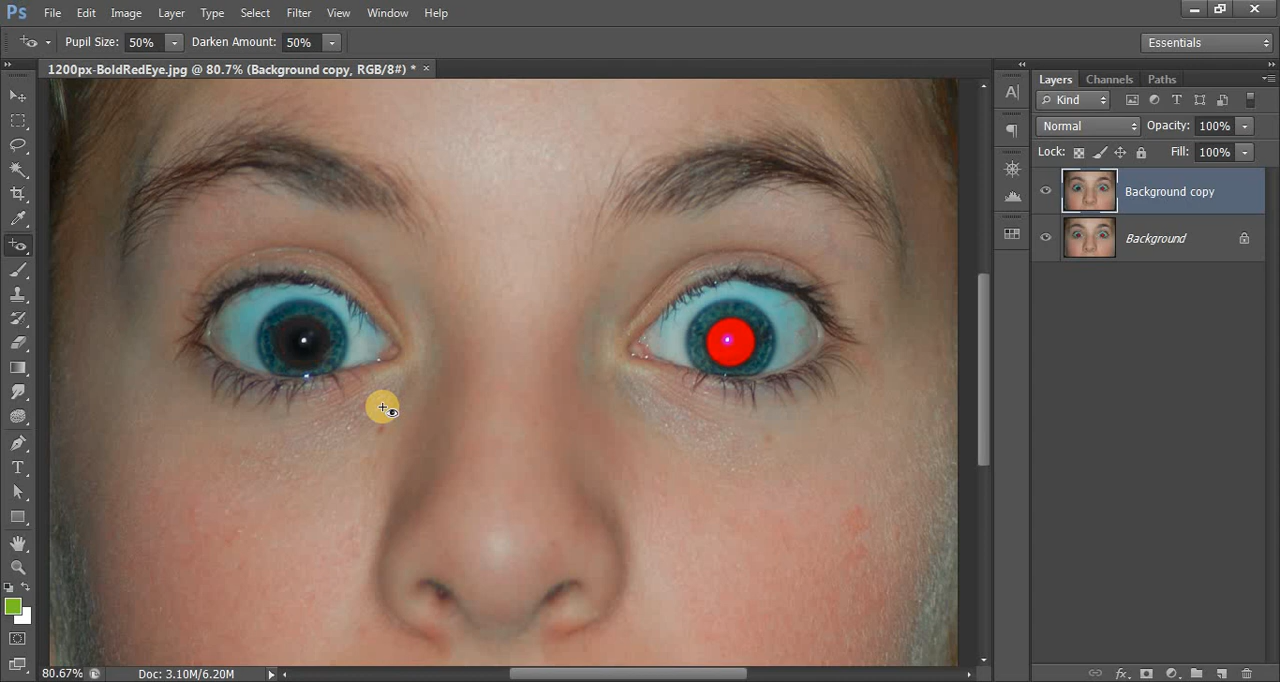 Ps File Edit Image Layer Type Select Filter View Window Help
Pupil Size: 50% Darken Amount: 50% Essentials
1200px-BoldRedEye.jpg @ 80.7% (Background copy, RGB/8#) * ×
Layers Channels Paths
Kind
Normal Opacity: 100%
Lock: Fill: 100%
Background copy
Background
80.67% Doc: 3.10M/6.20M